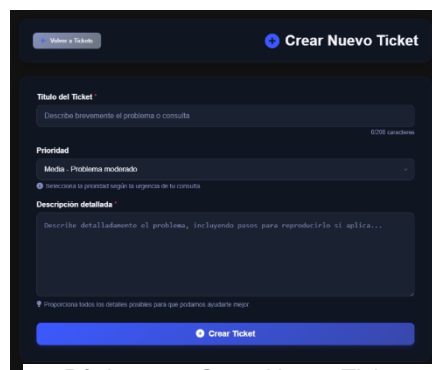 Volver a Tickets
Crear Nuevo Ticket
Título del Ticket *
Describe brevemente el problema o consulta
0/200 caracteres
Prioridad
Media - Problema moderado
Selecciona la prioridad según la urgencia de tu consulta.
Descripción detallada *
Describe detalladamente el problema, incluyendo pasos para reproducirlo si aplica...
Proporciona todos los detalles posibles para que podamos ayudarte mejor.
Crear Ticket